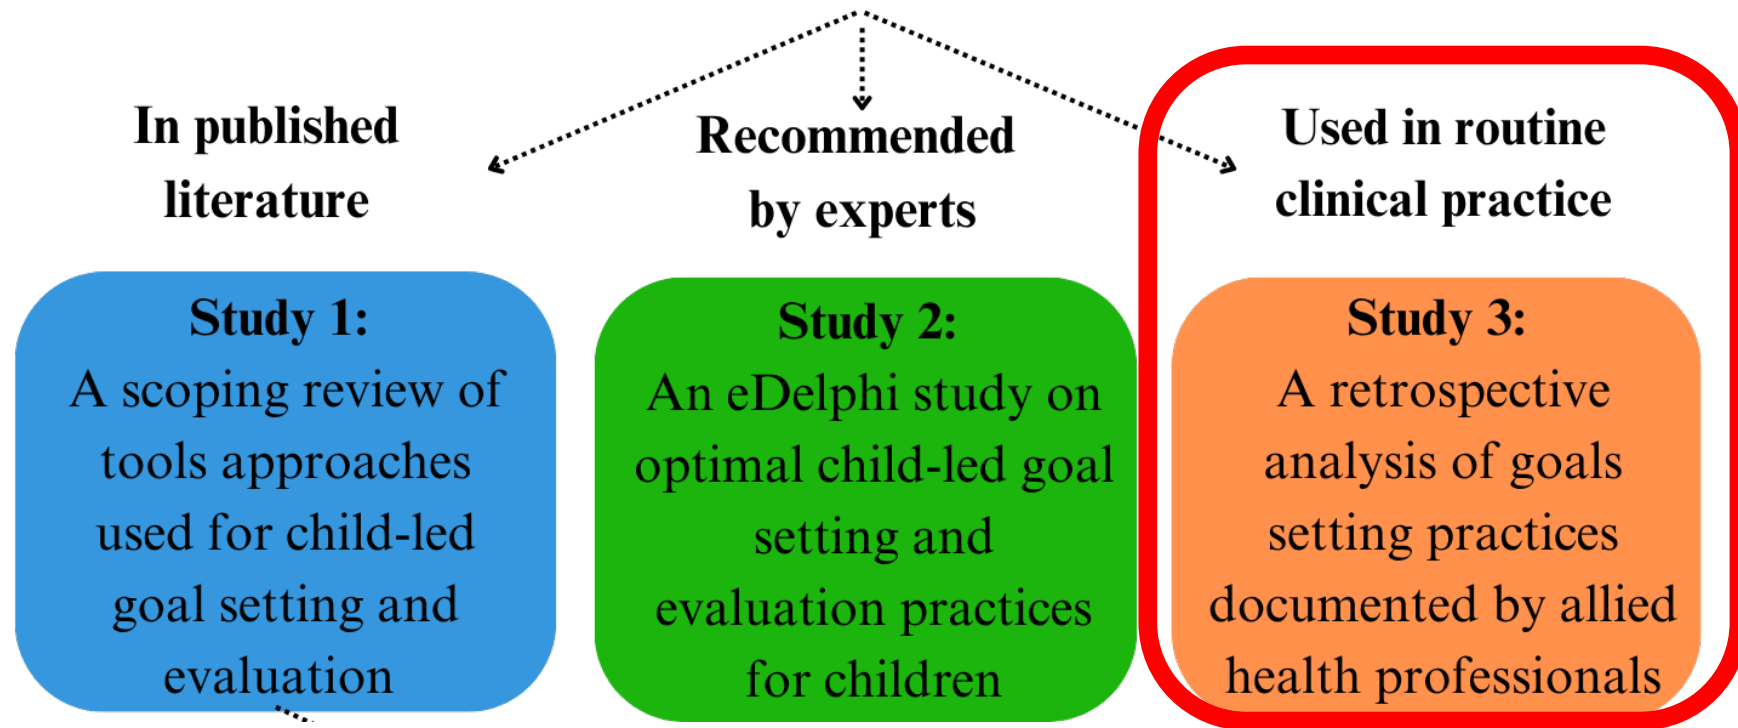 In published
literature
Recommended
by experts
Used in routine
clinical practice
Study 1:
A scoping review of
tools approaches
used for child-led
goal setting and
evaluation
Study 2:
An eDelphi study on
optimal child-led goal
setting and
evaluation practices
for children
Study 3:
A retrospective
analysis of goals
setting practices
documented by allied
health professionals